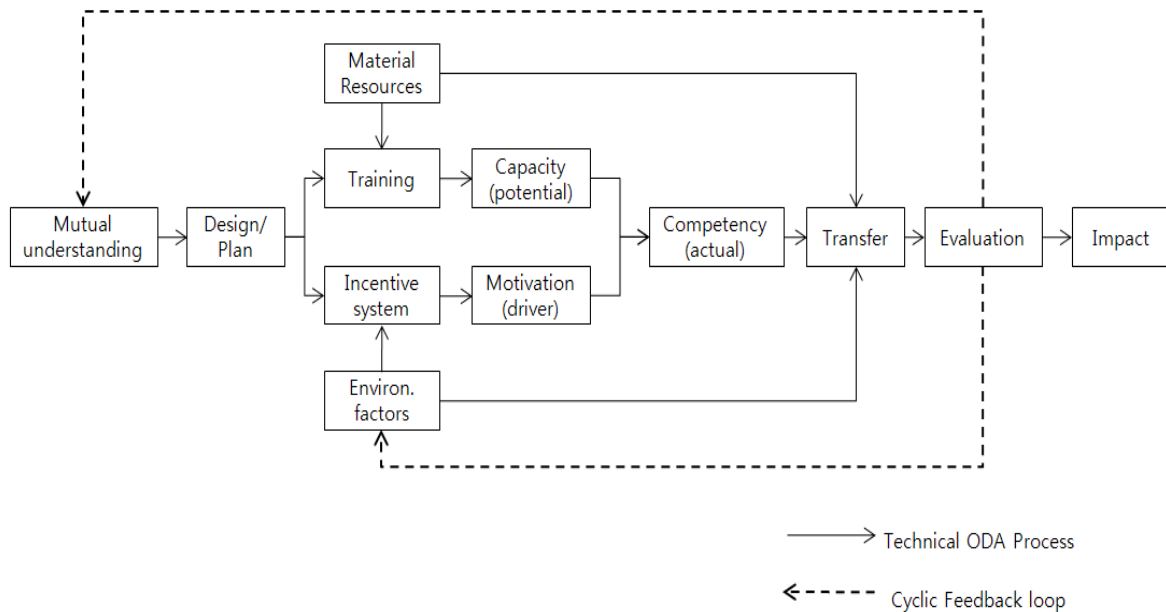 Material
Resources
Training
Capacity
(potential)
Mutual
understanding
Design/
Plan
Competency
(actual)
Transfer
Evaluation
Impact
Incentive
system
Motivation
(driver)
Environ.
factors
Technical ODA Process
Cyclic Feedback loop